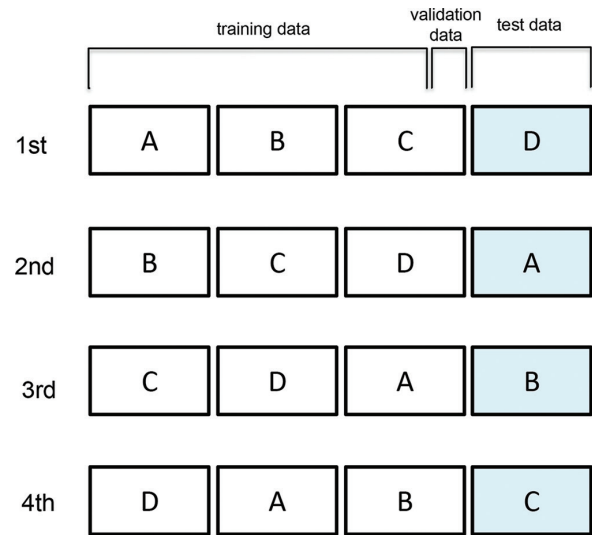 training data
validation
data
test data
1st
A
B
C
D
2nd
B
C
D
A
3rd
C
D
A
B
4th
D
A
B
C